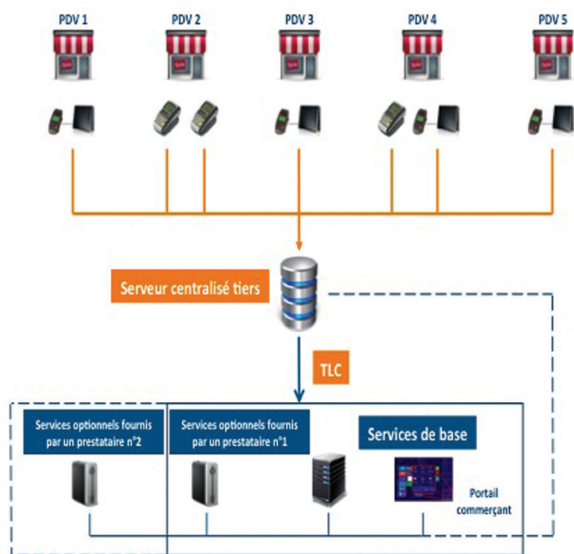 PDV 1
PDV 2
PDV 3
PDV 4
PDV 5
Serveur centralisé tiers
TLC
Services optionnels fournis
par un prestataire n°2
Services optionnels fournis
par un prestataire n°1
Services de base
Portail
commerçant